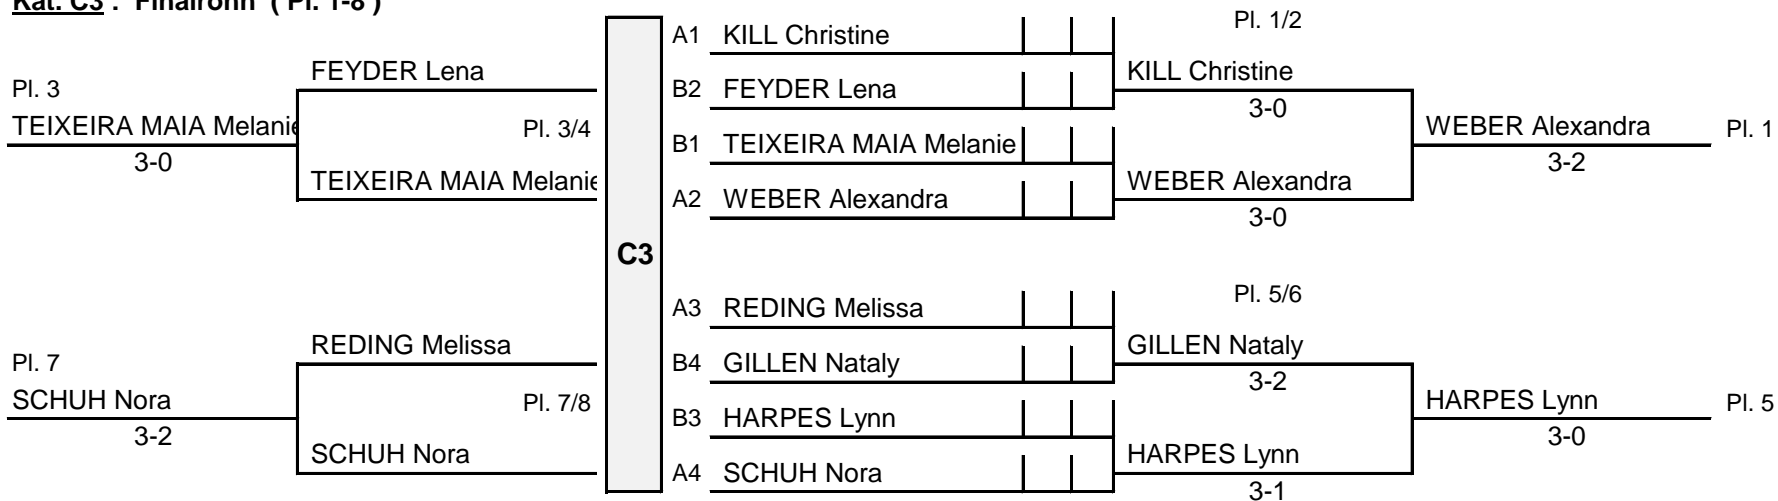 Kat. C3 : Finalronn ( Pl. 1-8 )
Pl. 3
TEIXEIRA MAIA Melanie
3-0
FEYDER Lena
Pl. 3/4
TEIXEIRA MAIA Melanie
Pl. 7
SCHUH Nora
3-2
REDING Melissa
Pl. 7/8
SCHUH Nora
C3
A1 KILL Christine
B2 FEYDER Lena
B1 TEIXEIRA MAIA Melanie
A2 WEBER Alexandra
A3 REDING Melissa
B4 GILLEN Nataly
B3 HARPES Lynn
A4 SCHUH Nora
Pl. 1/2
KILL Christine
3-0
WEBER Alexandra
3-0
WEBER Alexandra Pl. 1
3-2
Pl. 5/6
GILLEN Nataly
3-2
HARPES Lynn
3-1
HARPES Lynn Pl. 5
3-0